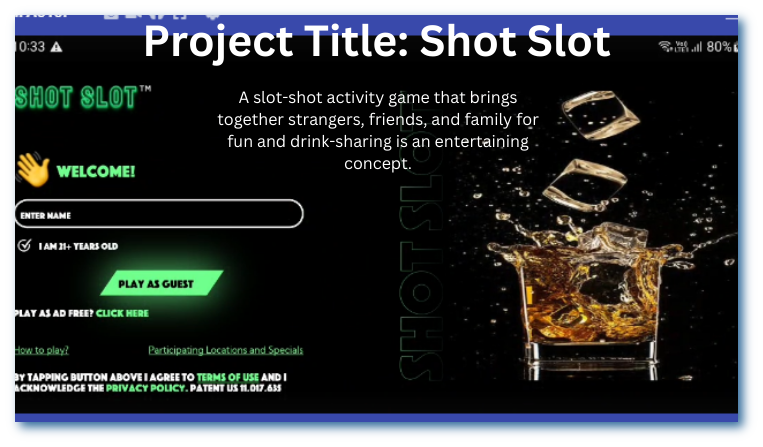 Project Title: Shot Slot
10:33
80%
SHOT SLOT™
A slot-shot activity game that brings
together strangers, friends, and family for
fun and drink-sharing is an entertaining
concept.
WELCOME!
ENTER NAME
I AM 21+ YEARS OLD
PLAY AS GUEST
PLAY AS AD FREE? CLICK HERE
How to play?
Participating Locations and Specials
BY TAPPING BUTTON ABOVE I AGREE TO TERMS OF USE AND I
ACKNOWLEDGE THE PRIVACY POLICY. PATENT US 11.017.635
SHOT SLOT